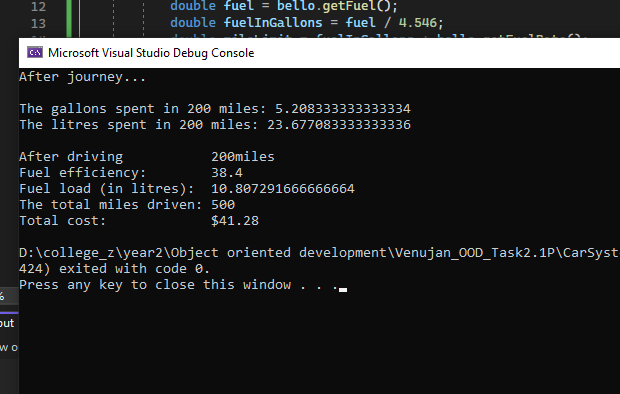 12 double fuel = bello.getFuel();
13 double fuelInGallons = fuel / 4.546;
Microsoft Visual Studio Debug Console
After journey...
The gallons spent in 200 miles: 5.208333333333334
The litres spent in 200 miles: 23.677083333333336
After driving 200miles
Fuel efficiency: 38.4
Fuel load (in litres): 10.807291666666664
The total miles driven: 500
Total cost: $41.28
D:\college_z\year2\Object oriented development\Venujan_OOD_Task2.1P\CarSyst
424) exited with code 0.
Press any key to close this window . . .
%
out
w o